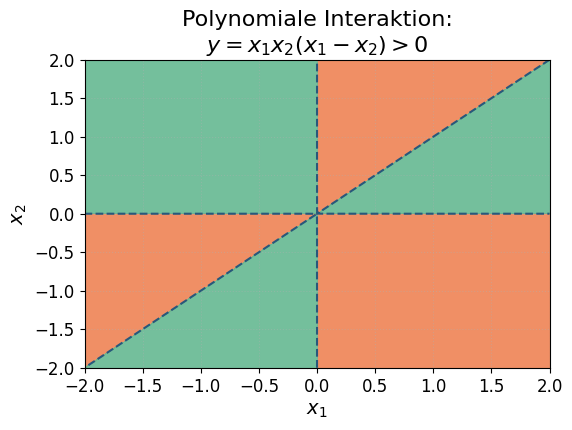 Polynomiale Interaktion:
y = x₁x₂(x₁ − x₂) > 0
2.0
1.5
1.0
0.5
0.0
−0.5
−1.0
−1.5
−2.0
x₂
−2.0 −1.5 −1.0 −0.5 0.0 0.5 1.0 1.5 2.0
x₁